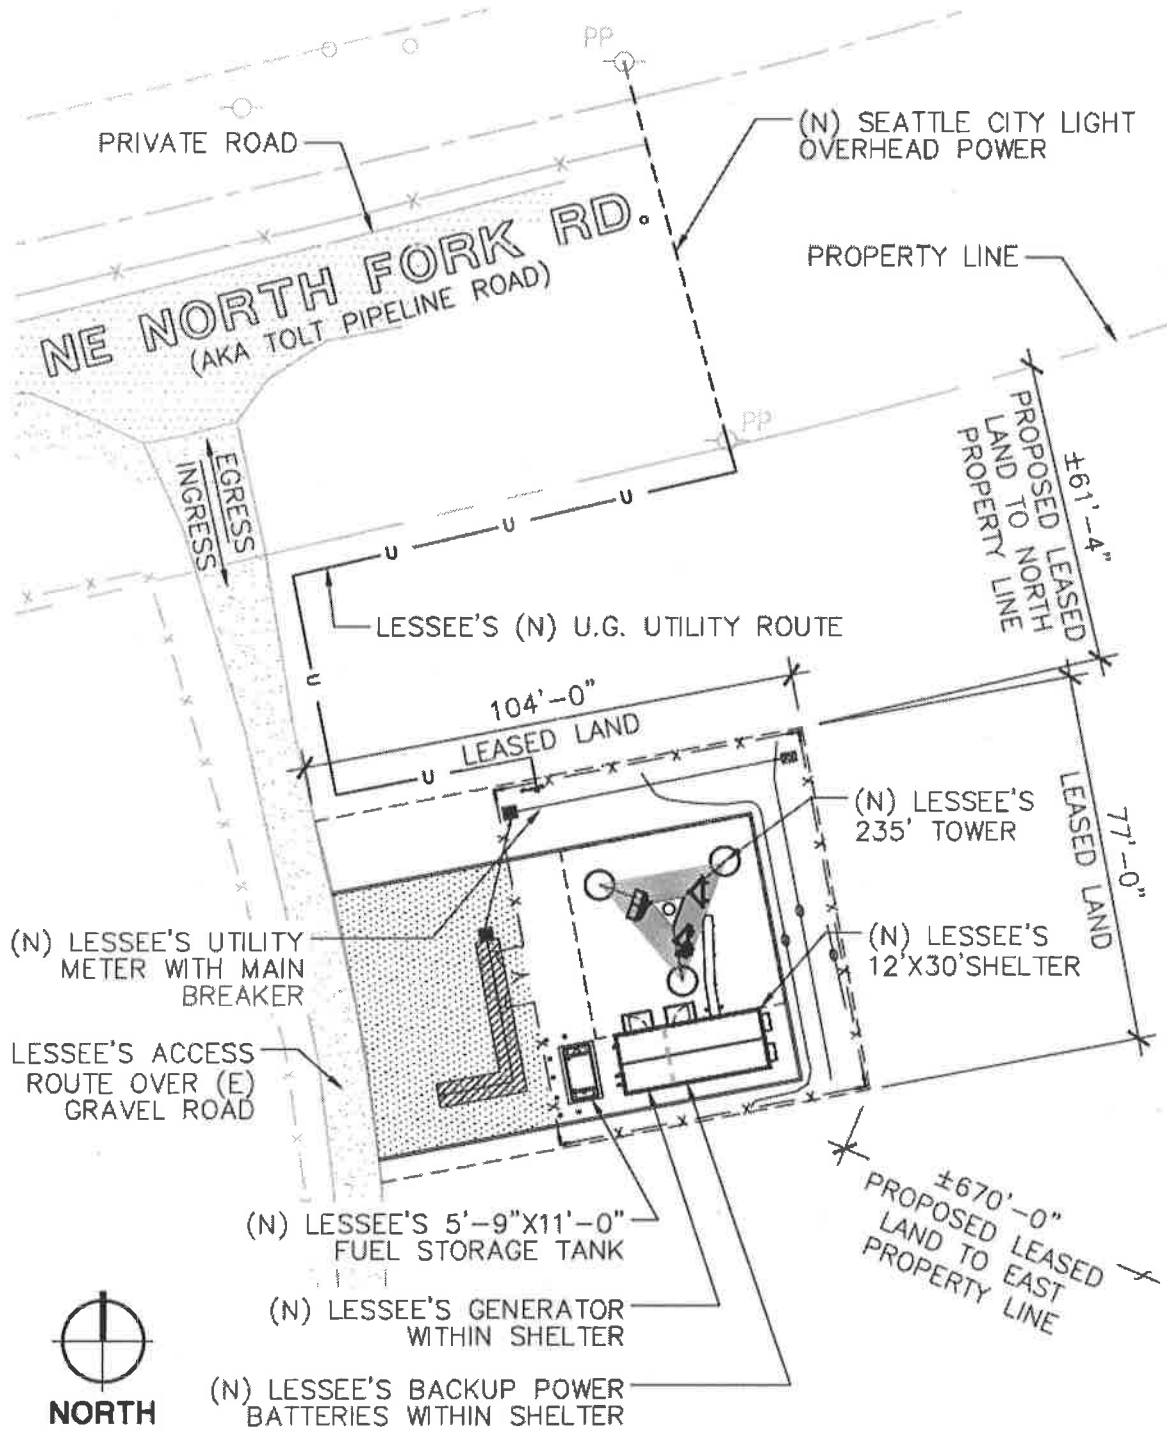 PP
PRIVATE ROAD
(N) SEATTLE CITY LIGHT
OVERHEAD POWER
NE NORTH FORK RD.
(AKA TOLT PIPELINE ROAD)
PROPERTY LINE
PP
EGRESS
INGRESS
±61'-4"
PROPOSED LEASED
LAND TO NORTH
PROPERTY LINE
U
U
U
LESSEE'S (N) U.G. UTILITY ROUTE
U
104'-0"
LEASED LAND
U
77'-0"
LEASED LAND
(N) LESSEE'S
235' TOWER
(N) LESSEE'S UTILITY
METER WITH MAIN
BREAKER
(N) LESSEE'S
12'X30'SHELTER
LESSEE'S ACCESS
ROUTE OVER (E)
GRAVEL ROAD
±670'-0"
PROPOSED LEASED
LAND TO EAST
PROPERTY LINE
(N) LESSEE'S 5'-9"X11'-0"
FUEL STORAGE TANK
(N) LESSEE'S GENERATOR
WITHIN SHELTER
(N) LESSEE'S BACKUP POWER
BATTERIES WITHIN SHELTER
NORTH